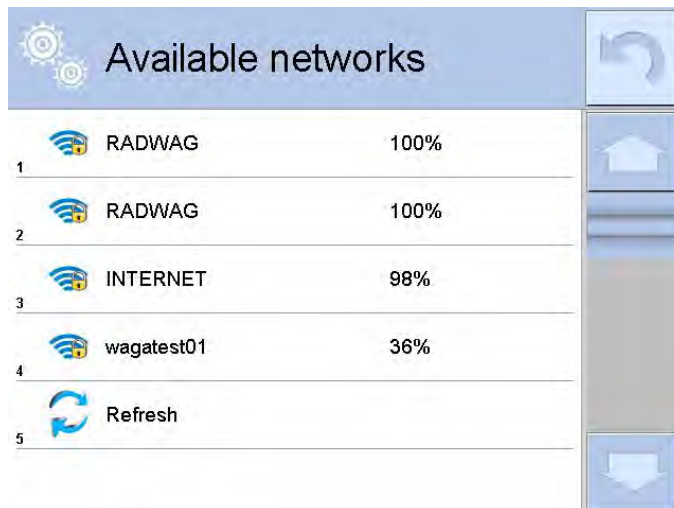 Available networks
RADWAG 100%
1
RADWAG 100%
2
INTERNET 98%
3
wagatest01 36%
4
Refresh
5